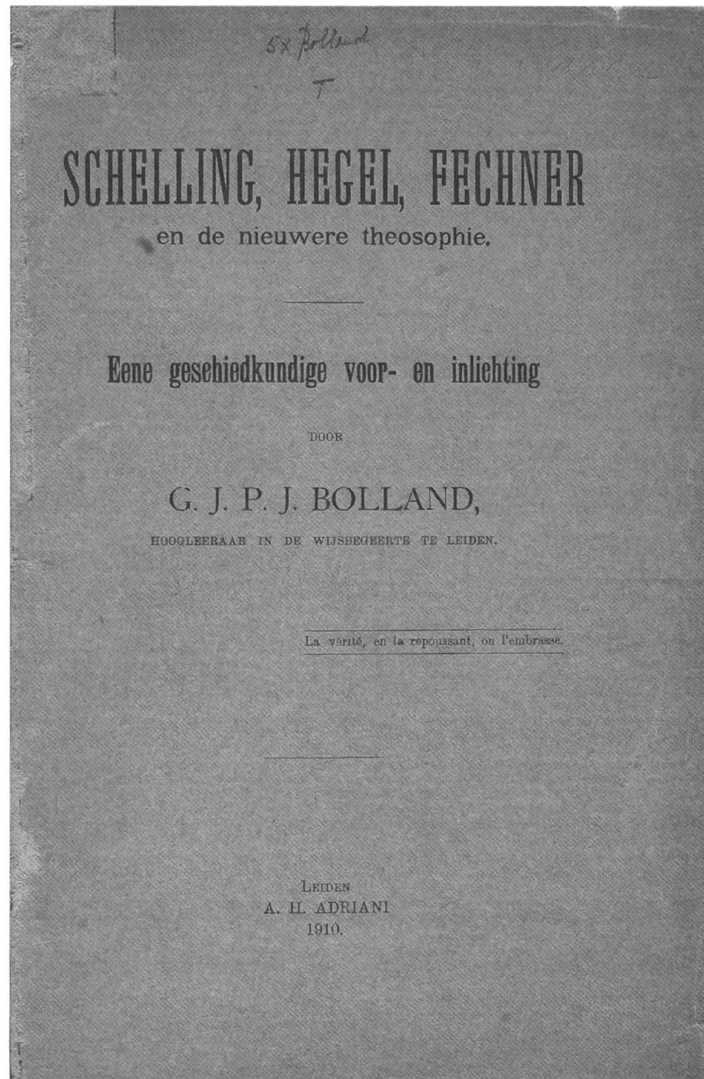 5x Bolland
T
SCHELLING, HEGEL, FECHNER
en de nieuwere theosophie.
Eene geschiedkundige voor- en inlichting
DOOR
G. J. P. J. BOLLAND,
HOOGLEERAAR IN DE WIJSBEGEERTE TE LEIDEN.
La vérité, en la repoussant, on l'embrasse.
LEIDEN
A. H. ADRIANI
1910.